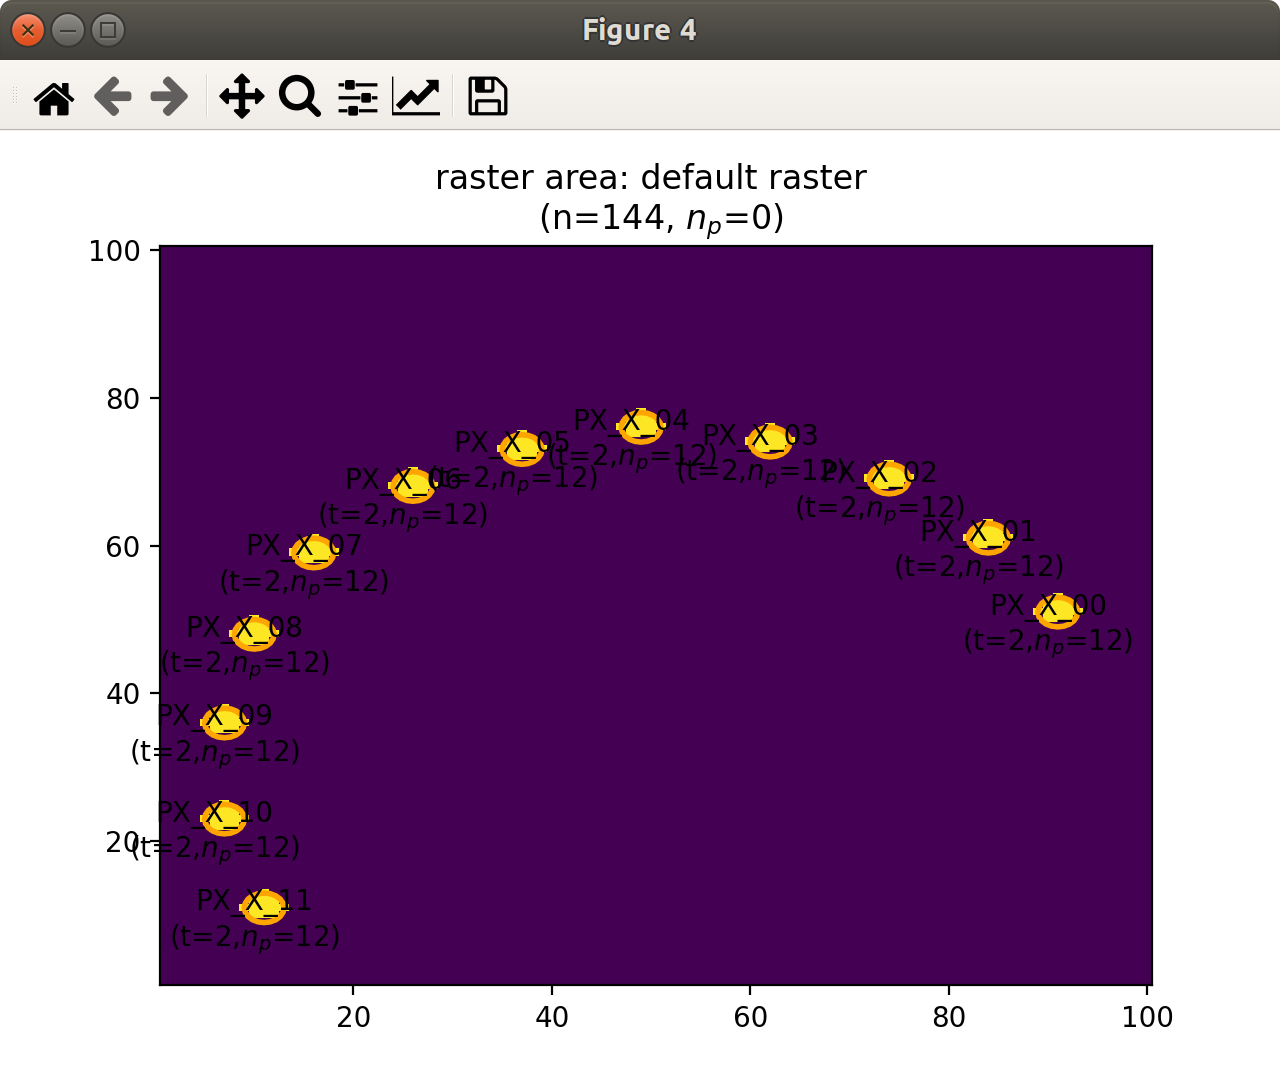 Figure 4
raster area: default raster
(n=144, n_p=0)
100
80
60
40
20
PX_X_04
(t=2,n_p=12)
PX_X_03
(t=2,n_p=12)
PX_X_05
(t=2,n_p=12)
PX_X_02
(t=2,n_p=12)
PX_X_06
(t=2,n_p=12)
PX_X_01
(t=2,n_p=12)
PX_X_07
(t=2,n_p=12)
PX_X_00
(t=2,n_p=12)
PX_X_08
(t=2,n_p=12)
PX_X_09
(t=2,n_p=12)
PX_X_10
(t=2,n_p=12)
PX_X_11
(t=2,n_p=12)
20 40 60 80 100